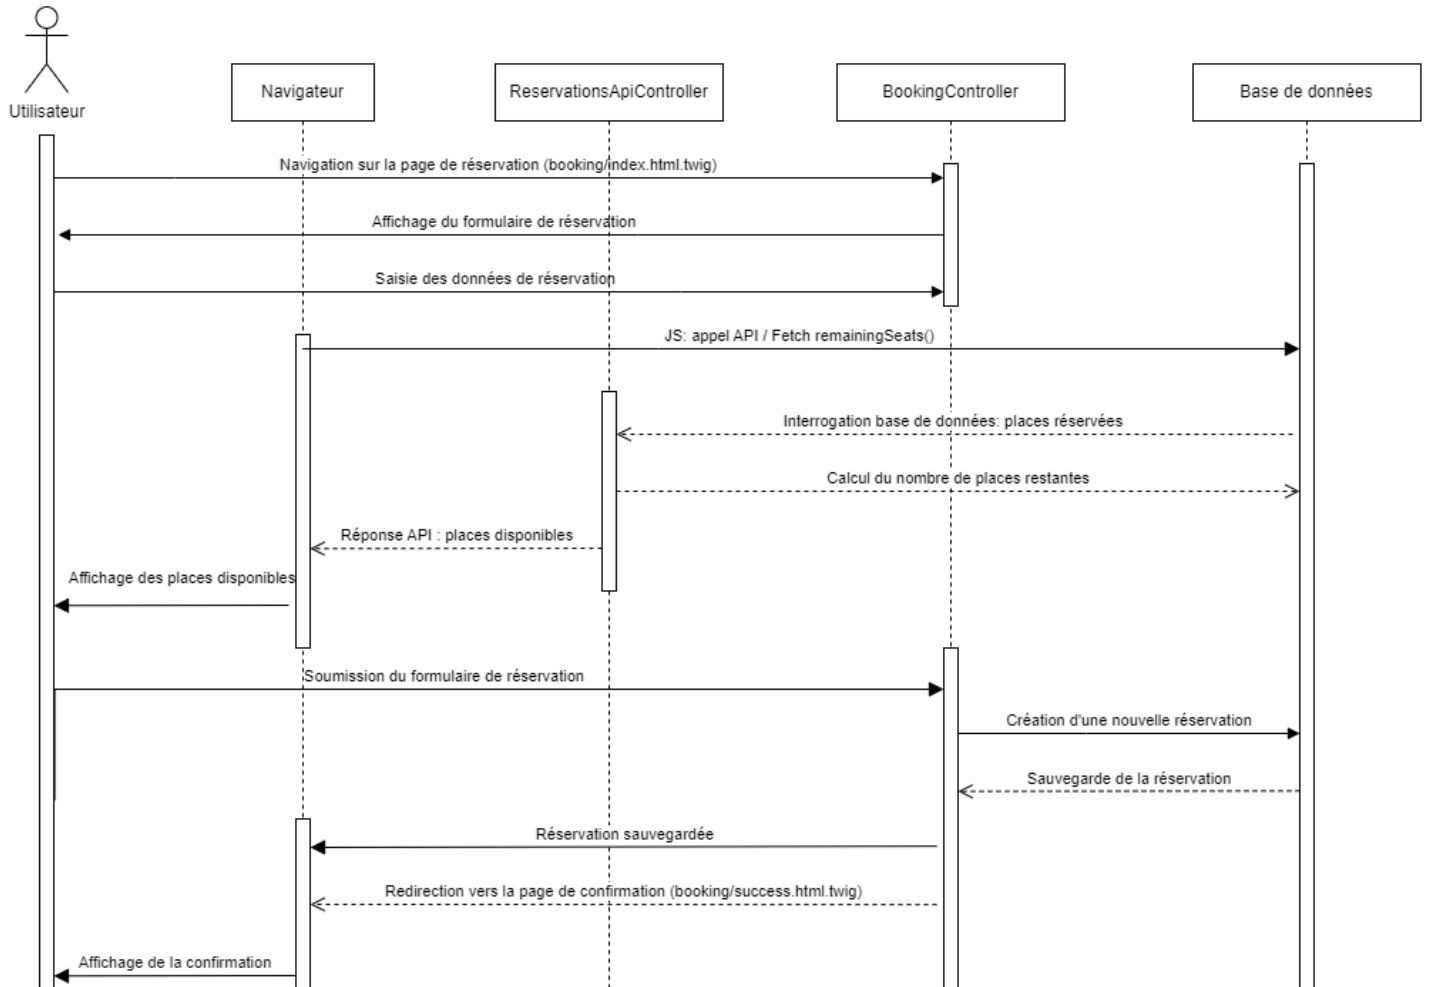 Utilisateur
Navigateur
ReservationsApiController
BookingController
Base de données
Navigation sur la page de réservation (booking/index.html.twig)
Affichage du formulaire de réservation
Saisie des données de réservation
JS: appel API / Fetch remainingSeats()
Interrogation base de données: places réservées
Calcul du nombre de places restantes
Réponse API : places disponibles
Affichage des places disponibles
Soumission du formulaire de réservation
Création d'une nouvelle réservation
Sauvegarde de la réservation
Réservation sauvegardée
Redirection vers la page de confirmation (booking/success.html.twig)
Affichage de la confirmation